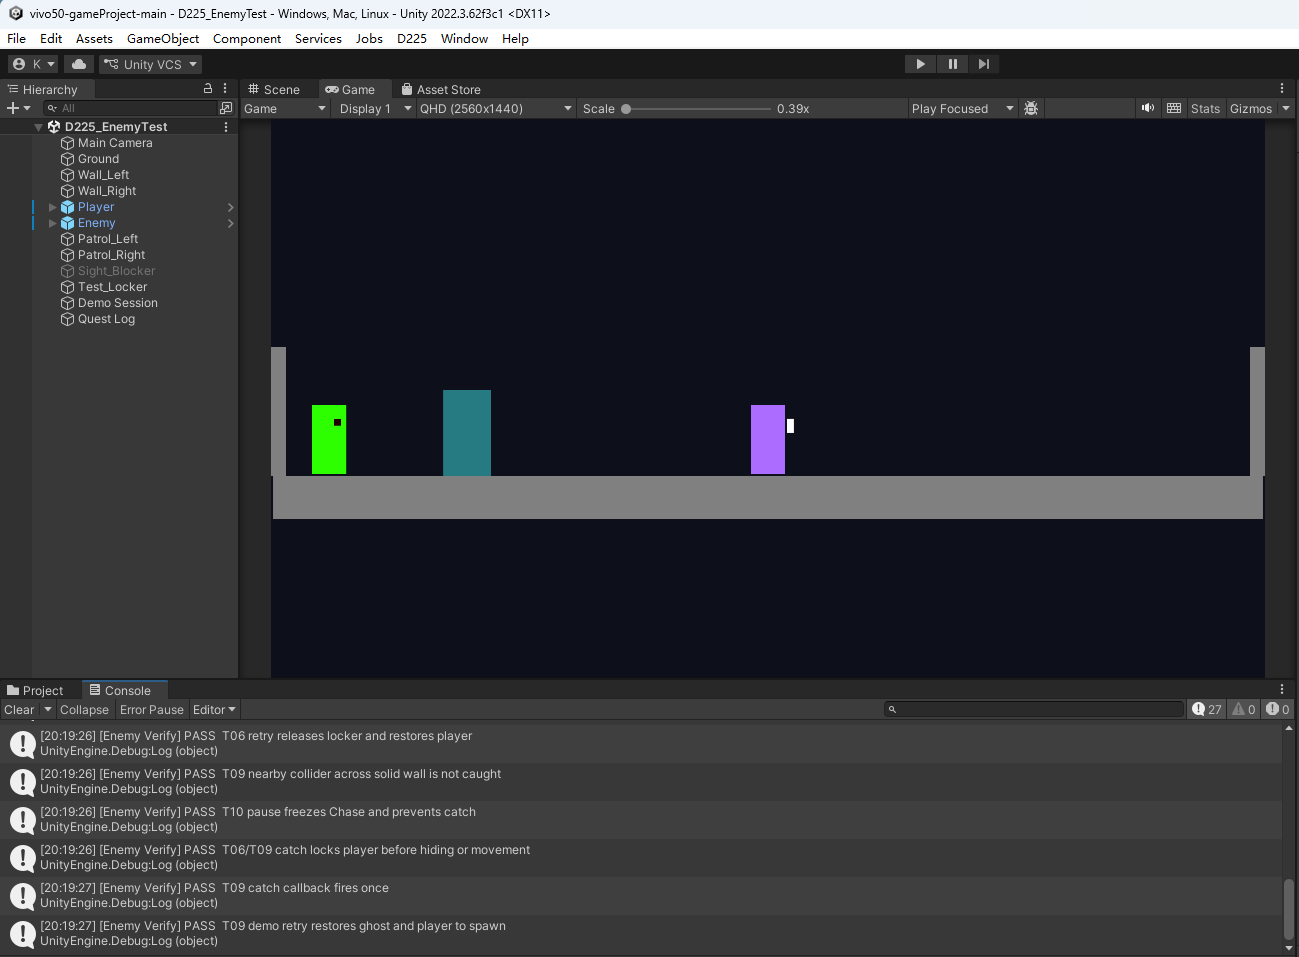 vivo50-gameProject-main - D225_EnemyTest - Windows, Mac, Linux - Unity 2022.3.62f3c1 <DX11>
File Edit Assets GameObject Component Services Jobs D225 Window Help
K Unity VCS
Hierarchy
All
D225_EnemyTest
Main Camera
Ground
Wall_Left
Wall_Right
Player
Enemy
Patrol_Left
Patrol_Right
Sight_Blocker
Test_Locker
Demo Session
Quest Log
Scene Game Asset Store
Game Display 1 QHD (2560x1440) Scale 0.39x Play Focused Stats Gizmos
Project Console
Clear Collapse Error Pause Editor 27 0 0
[20:19:26] [Enemy Verify] PASS T06 retry releases locker and restores player
UnityEngine.Debug:Log (object)
[20:19:26] [Enemy Verify] PASS T09 nearby collider across solid wall is not caught
UnityEngine.Debug:Log (object)
[20:19:26] [Enemy Verify] PASS T10 pause freezes Chase and prevents catch
UnityEngine.Debug:Log (object)
[20:19:26] [Enemy Verify] PASS T06/T09 catch locks player before hiding or movement
UnityEngine.Debug:Log (object)
[20:19:27] [Enemy Verify] PASS T09 catch callback fires once
UnityEngine.Debug:Log (object)
[20:19:27] [Enemy Verify] PASS T09 demo retry restores ghost and player to spawn
UnityEngine.Debug:Log (object)